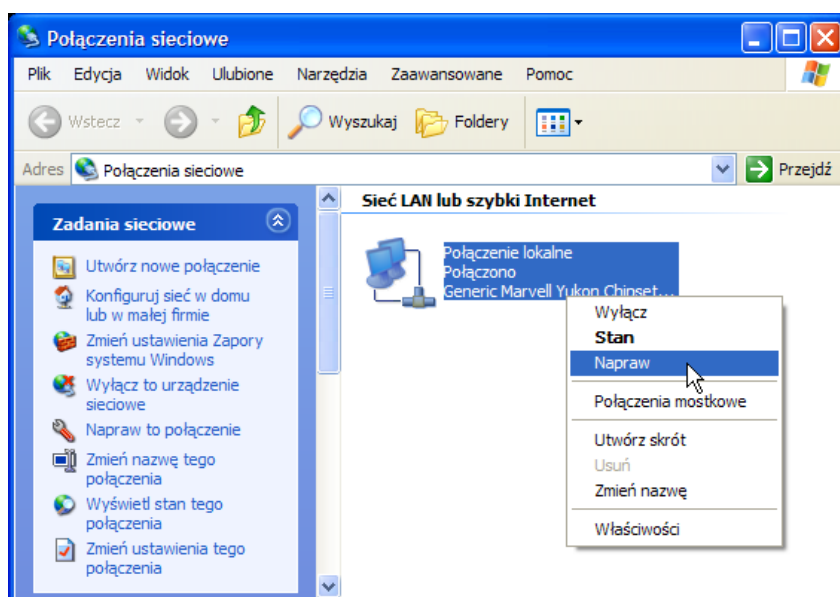 Połączenia sieciowe
Plik Edycja Widok Ulubione Narzędzia Zaawansowane Pomoc
Wstecz Wyszukaj Foldery
Adres Połączenia sieciowe Przejdź
Zadania sieciowe
Utwórz nowe połączenie
Konfiguruj sieć w domu
lub w małej firmie
Zmień ustawienia Zapory
systemu Windows
Wyłącz to urządzenie
sieciowe
Napraw to połączenie
Zmień nazwę tego
połączenia
Wyświetl stan tego
połączenia
Zmień ustawienia tego
połączenia
Sieć LAN lub szybki Internet
Połączenie lokalne
Połączono
Generic Marvell Yukon Chinset...
Wyłącz
Stan
Napraw
Połączenia mostkowe
Utwórz skrót
Usuń
Zmień nazwę
Właściwości